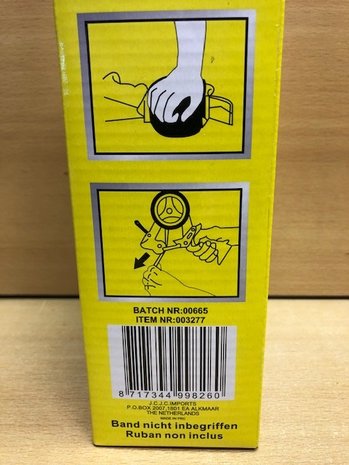 BATCH NR:00665
ITEM NR:003277
8 717344 998260
J.C.J.C.IMPORTS
P.O.BOX 2007,1801 EA ALKMAAR
THE NETHERLANDS
MADE IN PRC
Band niet inbegriffen
Ruban non inclus